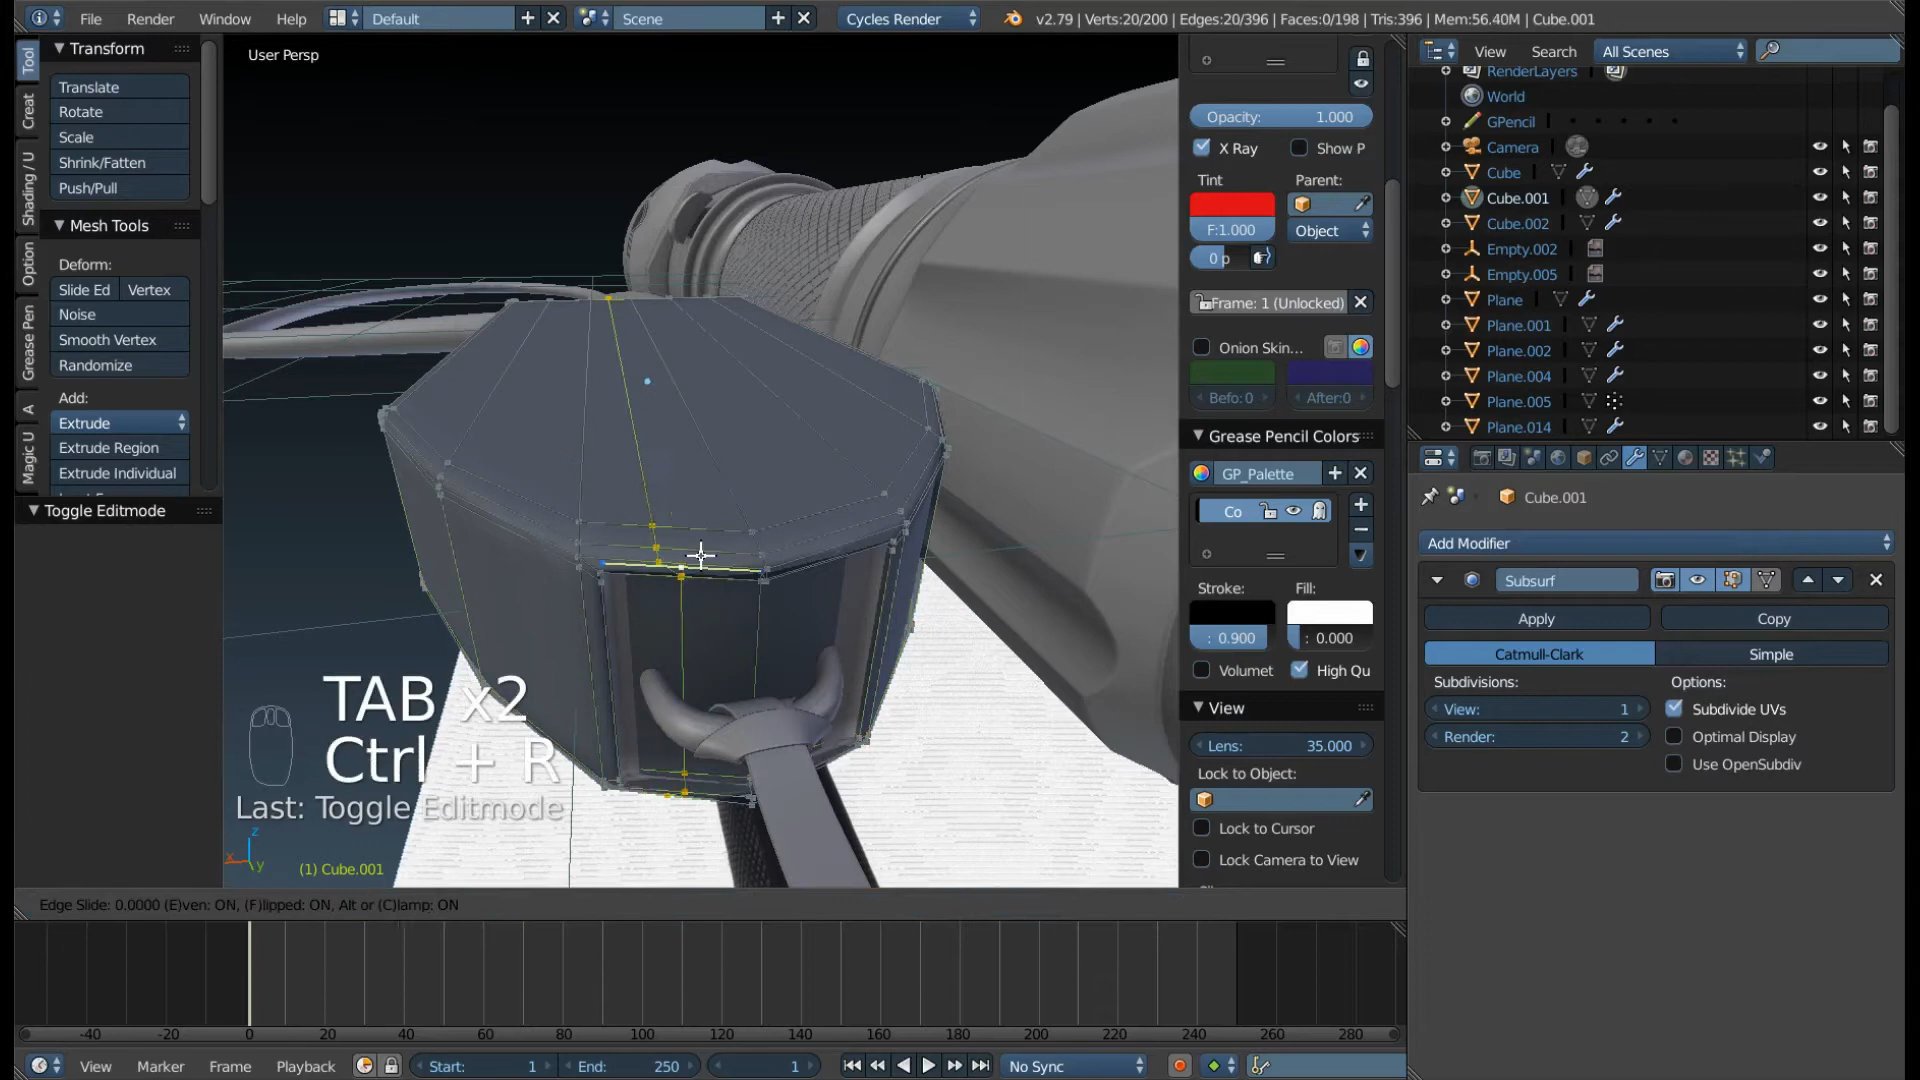 File Render Window Help Default Scene Cycles Render v2.79 | Verts:20/200 | Edges:20/396 | Faces:0/198 | Tris:396 | Mem:56.40M | Cube.001
Tool
Creat
Shading / U
Option
Grease Pen
A
Magic U
Transform
Translate
Rotate
Scale
Shrink/Fatten
Push/Pull
Mesh Tools
Deform:
Slide Ed Vertex
Noise
Smooth Vertex
Randomize
Add:
Extrude
Extrude Region
Extrude Individual
Toggle Editmode
User Persp
TAB x2
Ctrl + R
Last: Toggle Editmode
z
x y
(1) Cube.001
Edge Slide: 0.0000 (E)ven: ON, (F)lipped: ON, Alt or (C)lamp: ON
Opacity: 1.000
X Ray Show P
Tint Parent:
F:1.000 Object
0 p
Frame: 1 (Unlocked)
Onion Skin...
Befo: 0 After:0
Grease Pencil Colors
GP_Palette
Co
Stroke: Fill:
: 0.900 : 0.000
Volumet High Qu
View
Lens: 35.000
Lock to Object:
Lock to Cursor
Lock Camera to View
View Search All Scenes
RenderLayers
World
GPencil
Camera
Cube
Cube.001
Cube.002
Empty.002
Empty.005
Plane
Plane.001
Plane.002
Plane.004
Plane.005
Plane.014
Cube.001
Add Modifier
Subsurf
Apply Copy
Catmull-Clark Simple
Subdivisions: Options:
View: 1 Subdivide UVs
Render: 2 Optimal Display
Use OpenSubdiv
-40 -20 0 20 40 60 80 100 120 140 160 180 200 220 240 260 280
View Marker Frame Playback Start: 1 End: 250 1 No Sync